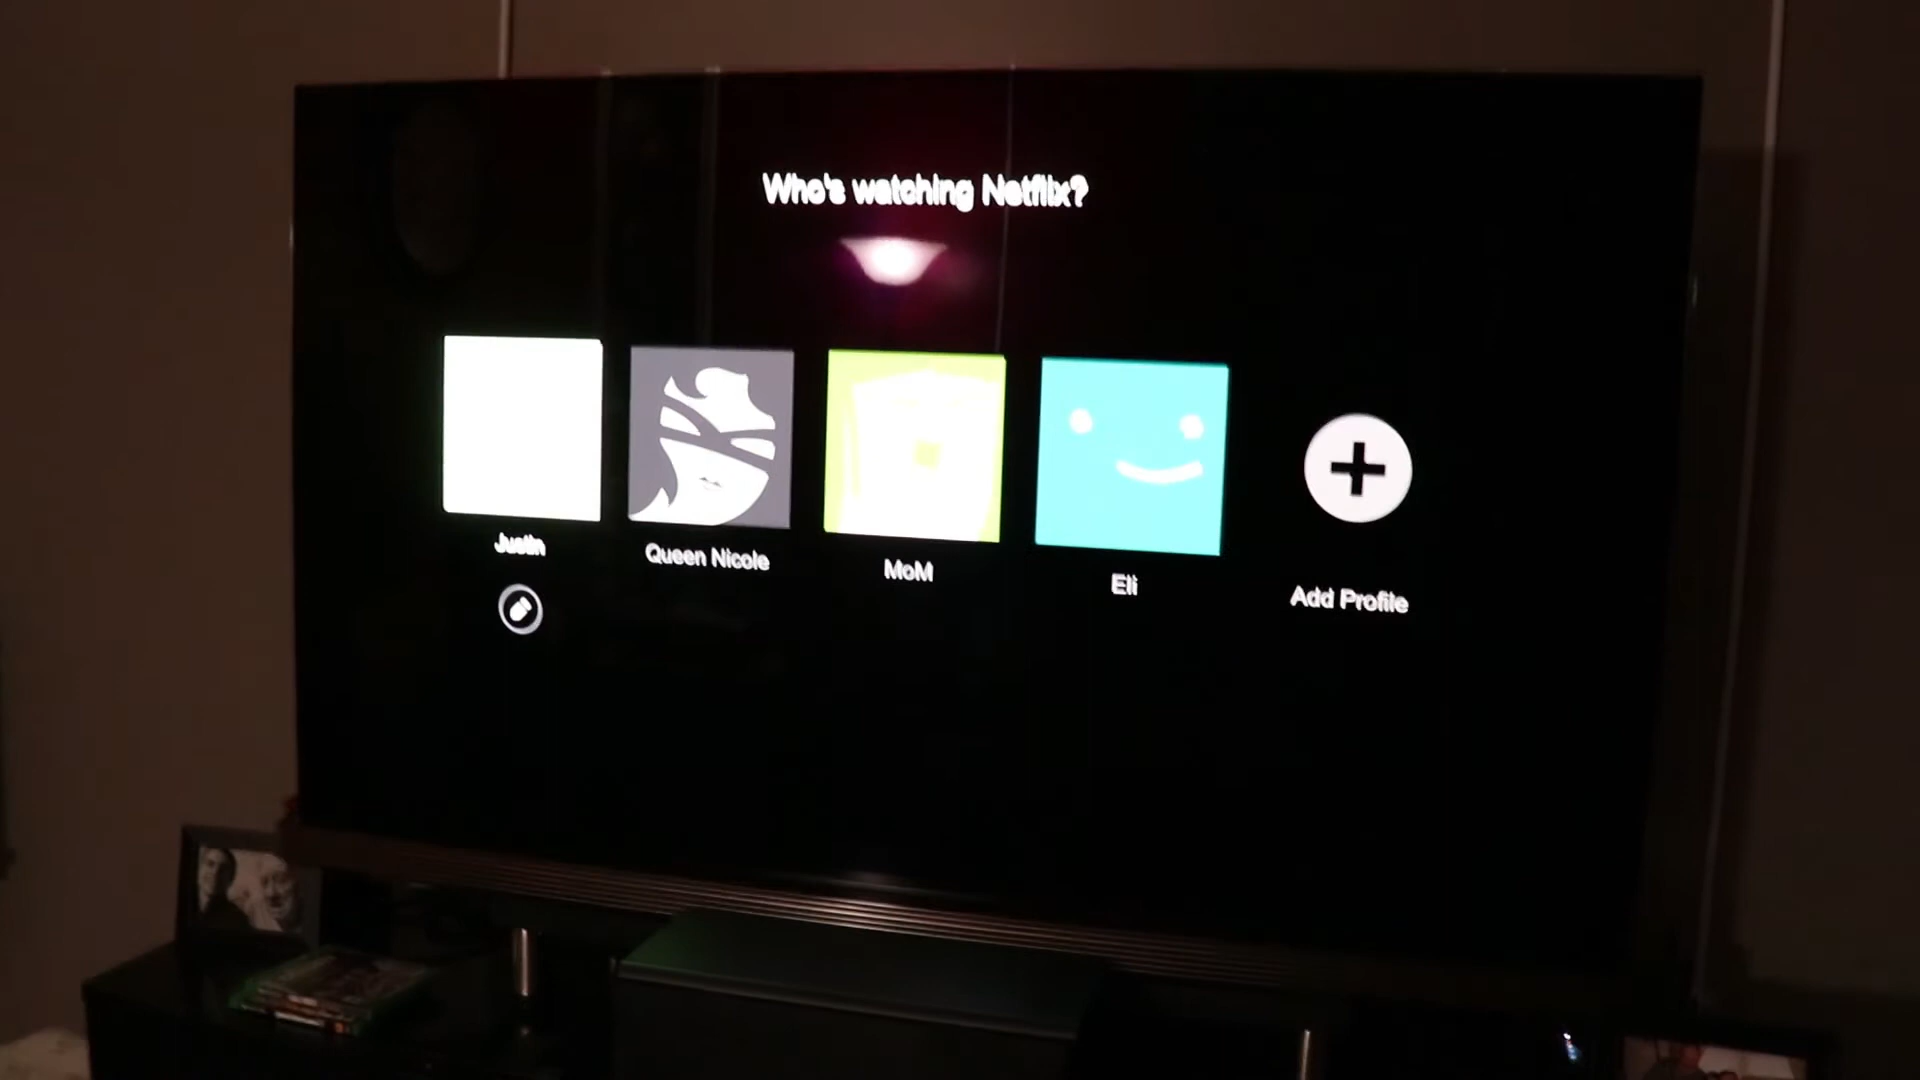 Who's watching Netflix?
Justin
Queen Nicole
MoM
Eli
Add Profile